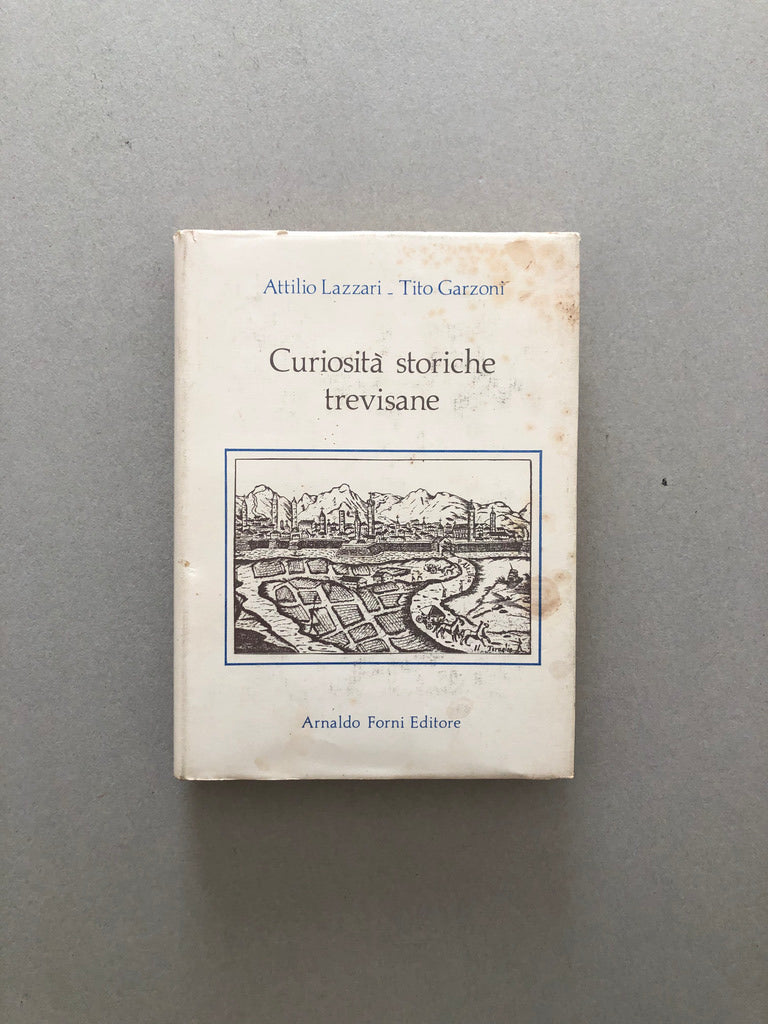 Attilio Lazzari - Tito Garzoni
Curiosità storiche
trevisane
Arnaldo Forni Editore